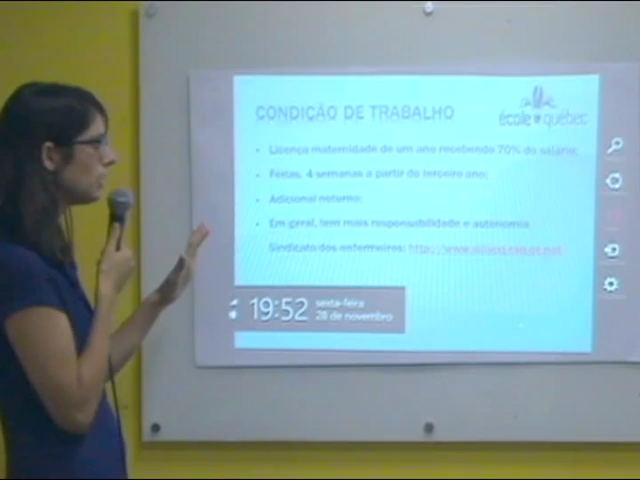 école québec
CONDIÇÃO DE TRABALHO
• Licença maternidade de um ano recebendo 70% do salário;
• Ferias, 4 semanas a partir do terceiro ano;
• Adicional noturno;
• Em geral, tem mais responsabilidade e autonomia
Sindicato dos enfermeiros:
19:52
sexta-feira
28 de novembro